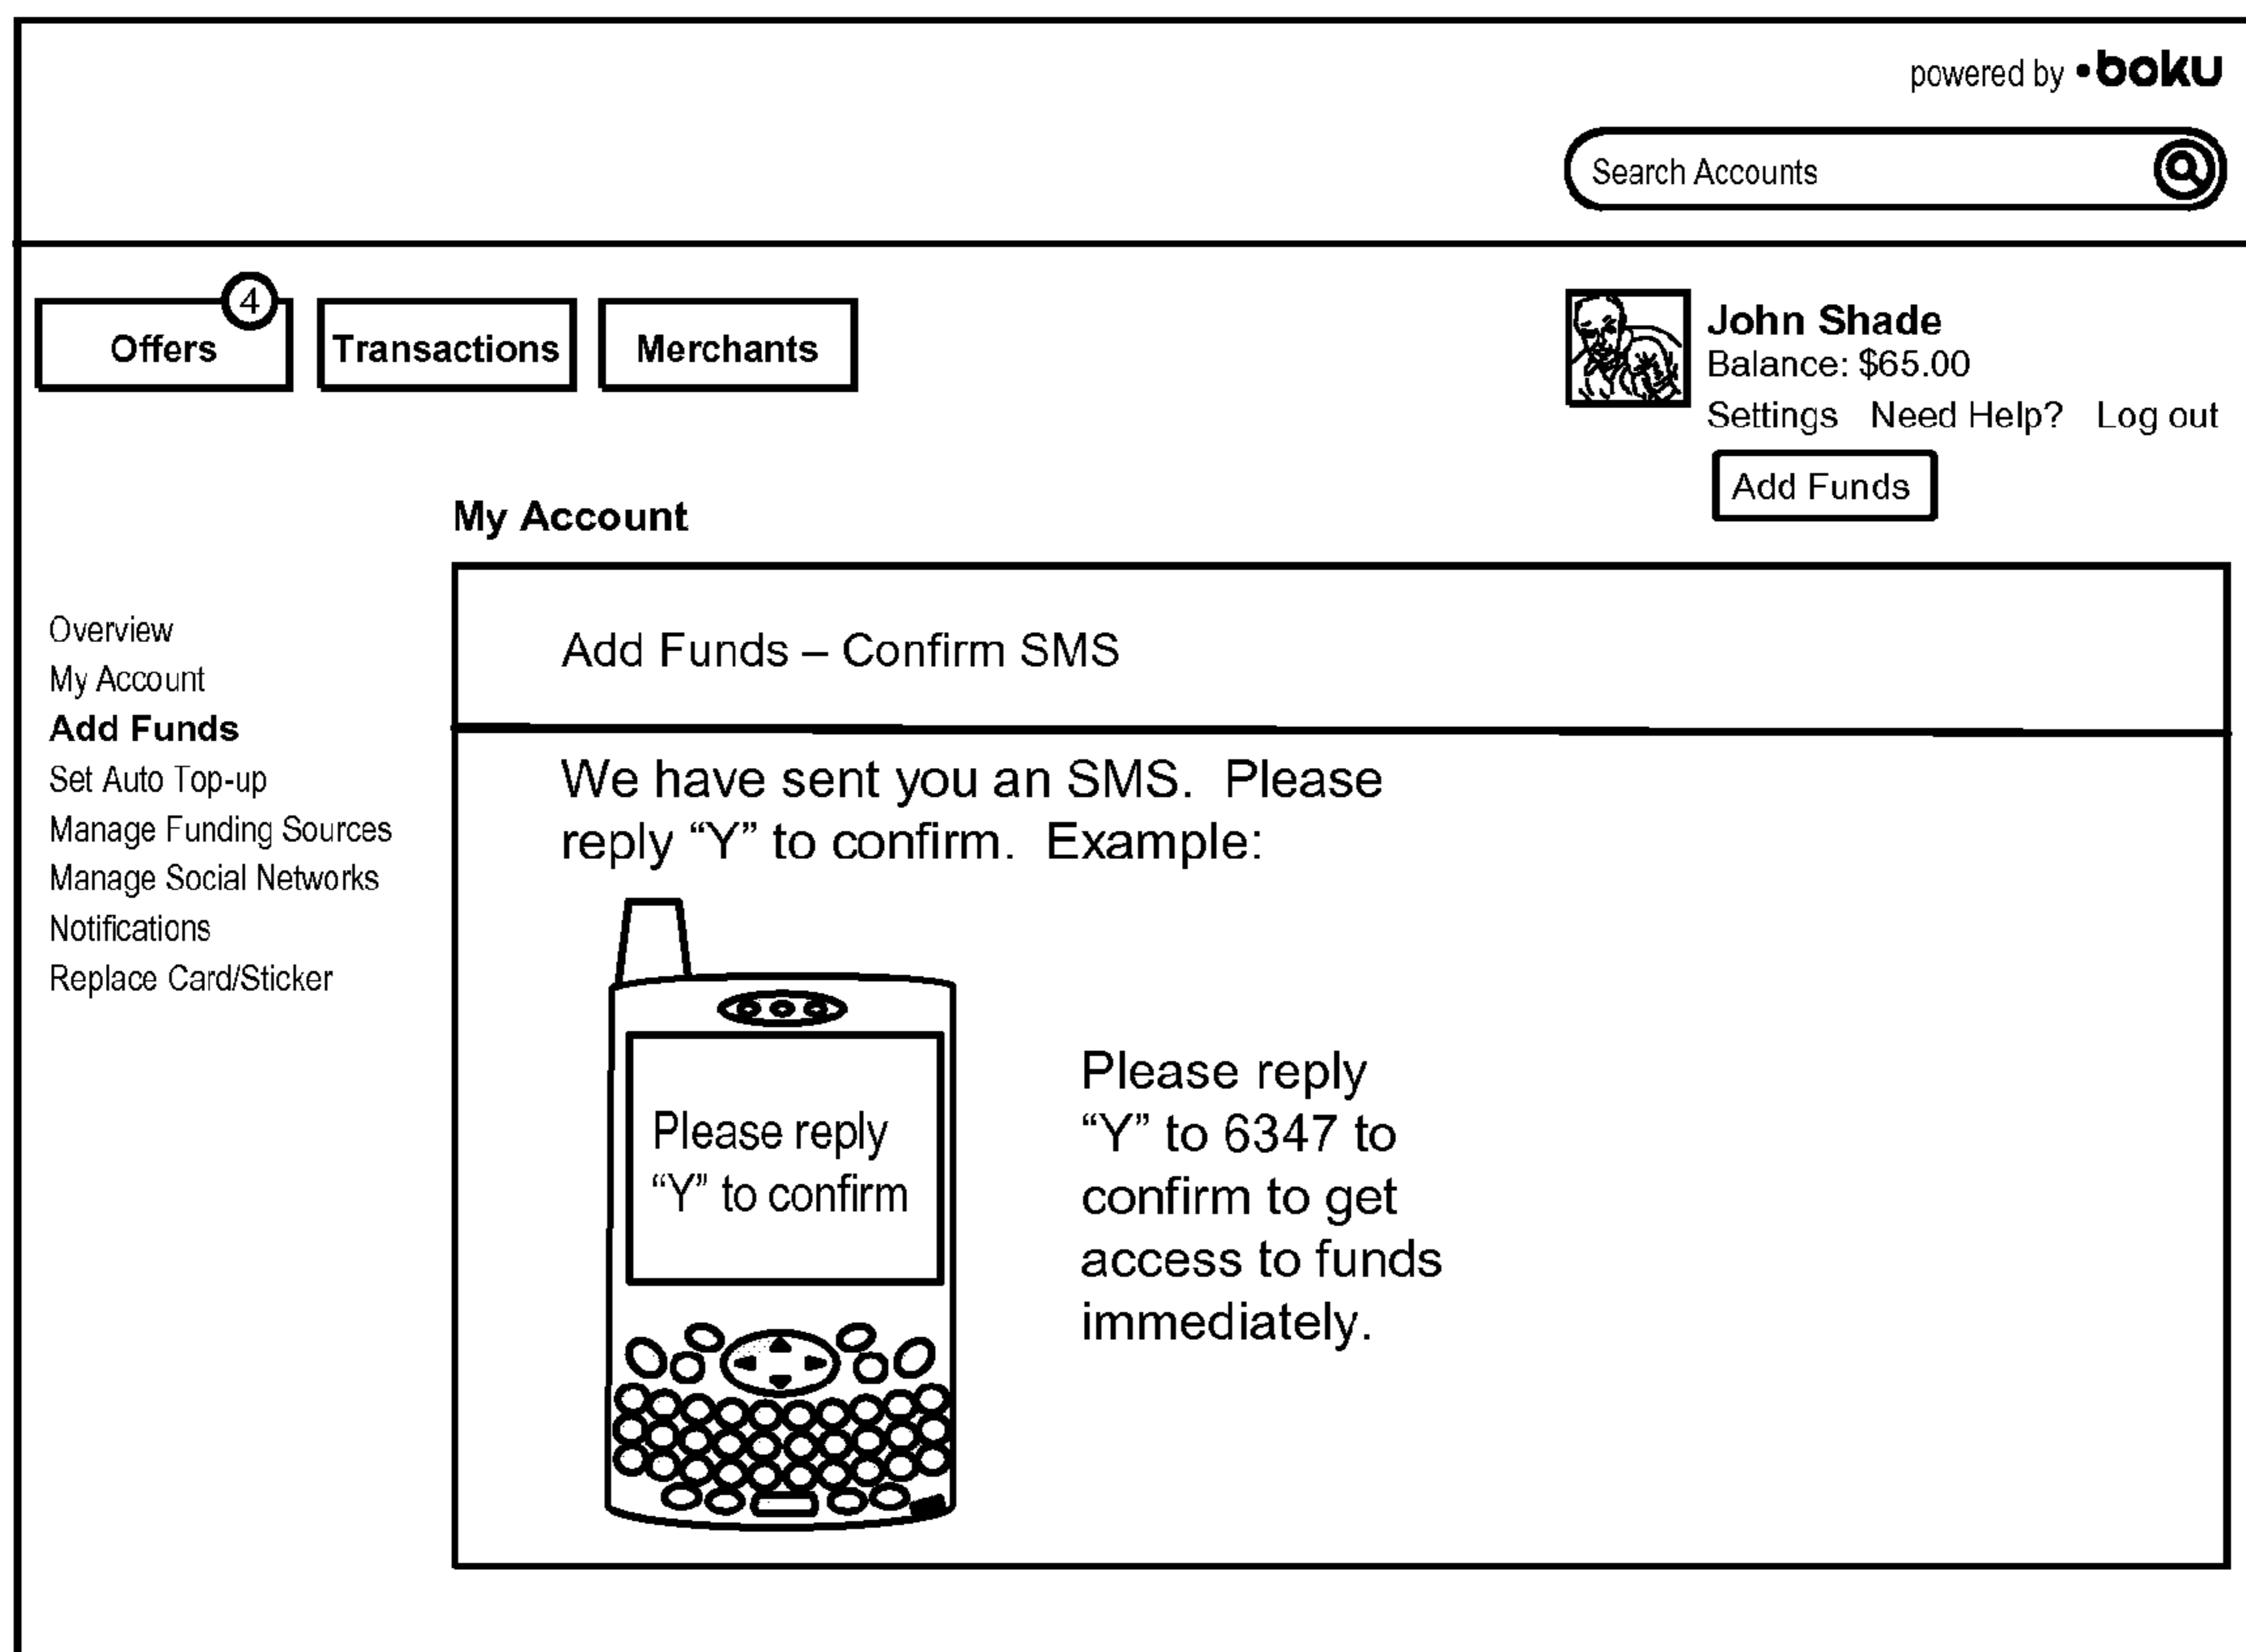 powered by •boku
Search Accounts
4
Offers
Transactions
Merchants
John Shade
Balance: $65.00
Settings Need Help? Log out
Add Funds
My Account
Overview
My Account
Add Funds
Set Auto Top-up
Manage Funding Sources
Manage Social Networks
Notifications
Replace Card/Sticker
Add Funds – Confirm SMS
We have sent you an SMS. Please
reply “Y” to confirm. Example:
Please reply
“Y” to confirm
Please reply
“Y” to 6347 to
confirm to get
access to funds
immediately.